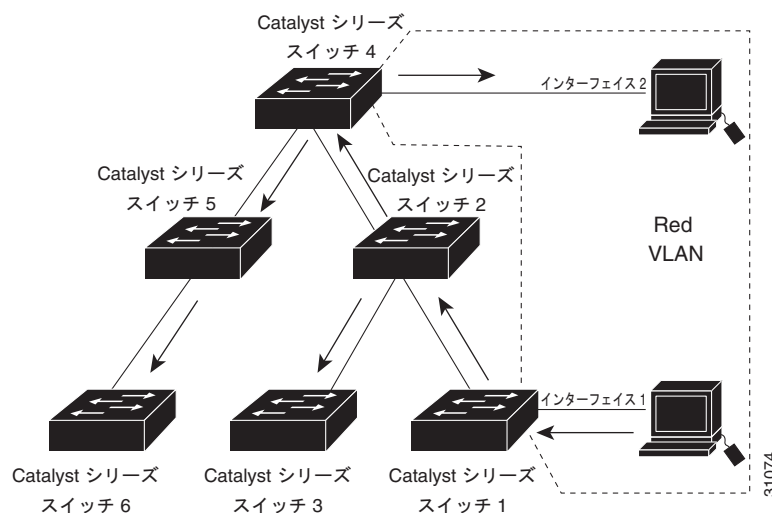 Catalyst シリーズ
スイッチ 4
インターフェイス 2
Catalyst シリーズ
スイッチ 5
Catalyst シリーズ
スイッチ 2
Red
VLAN
インターフェイス 1
Catalyst シリーズ
スイッチ 6
Catalyst シリーズ
スイッチ 3
Catalyst シリーズ
スイッチ 1
31074